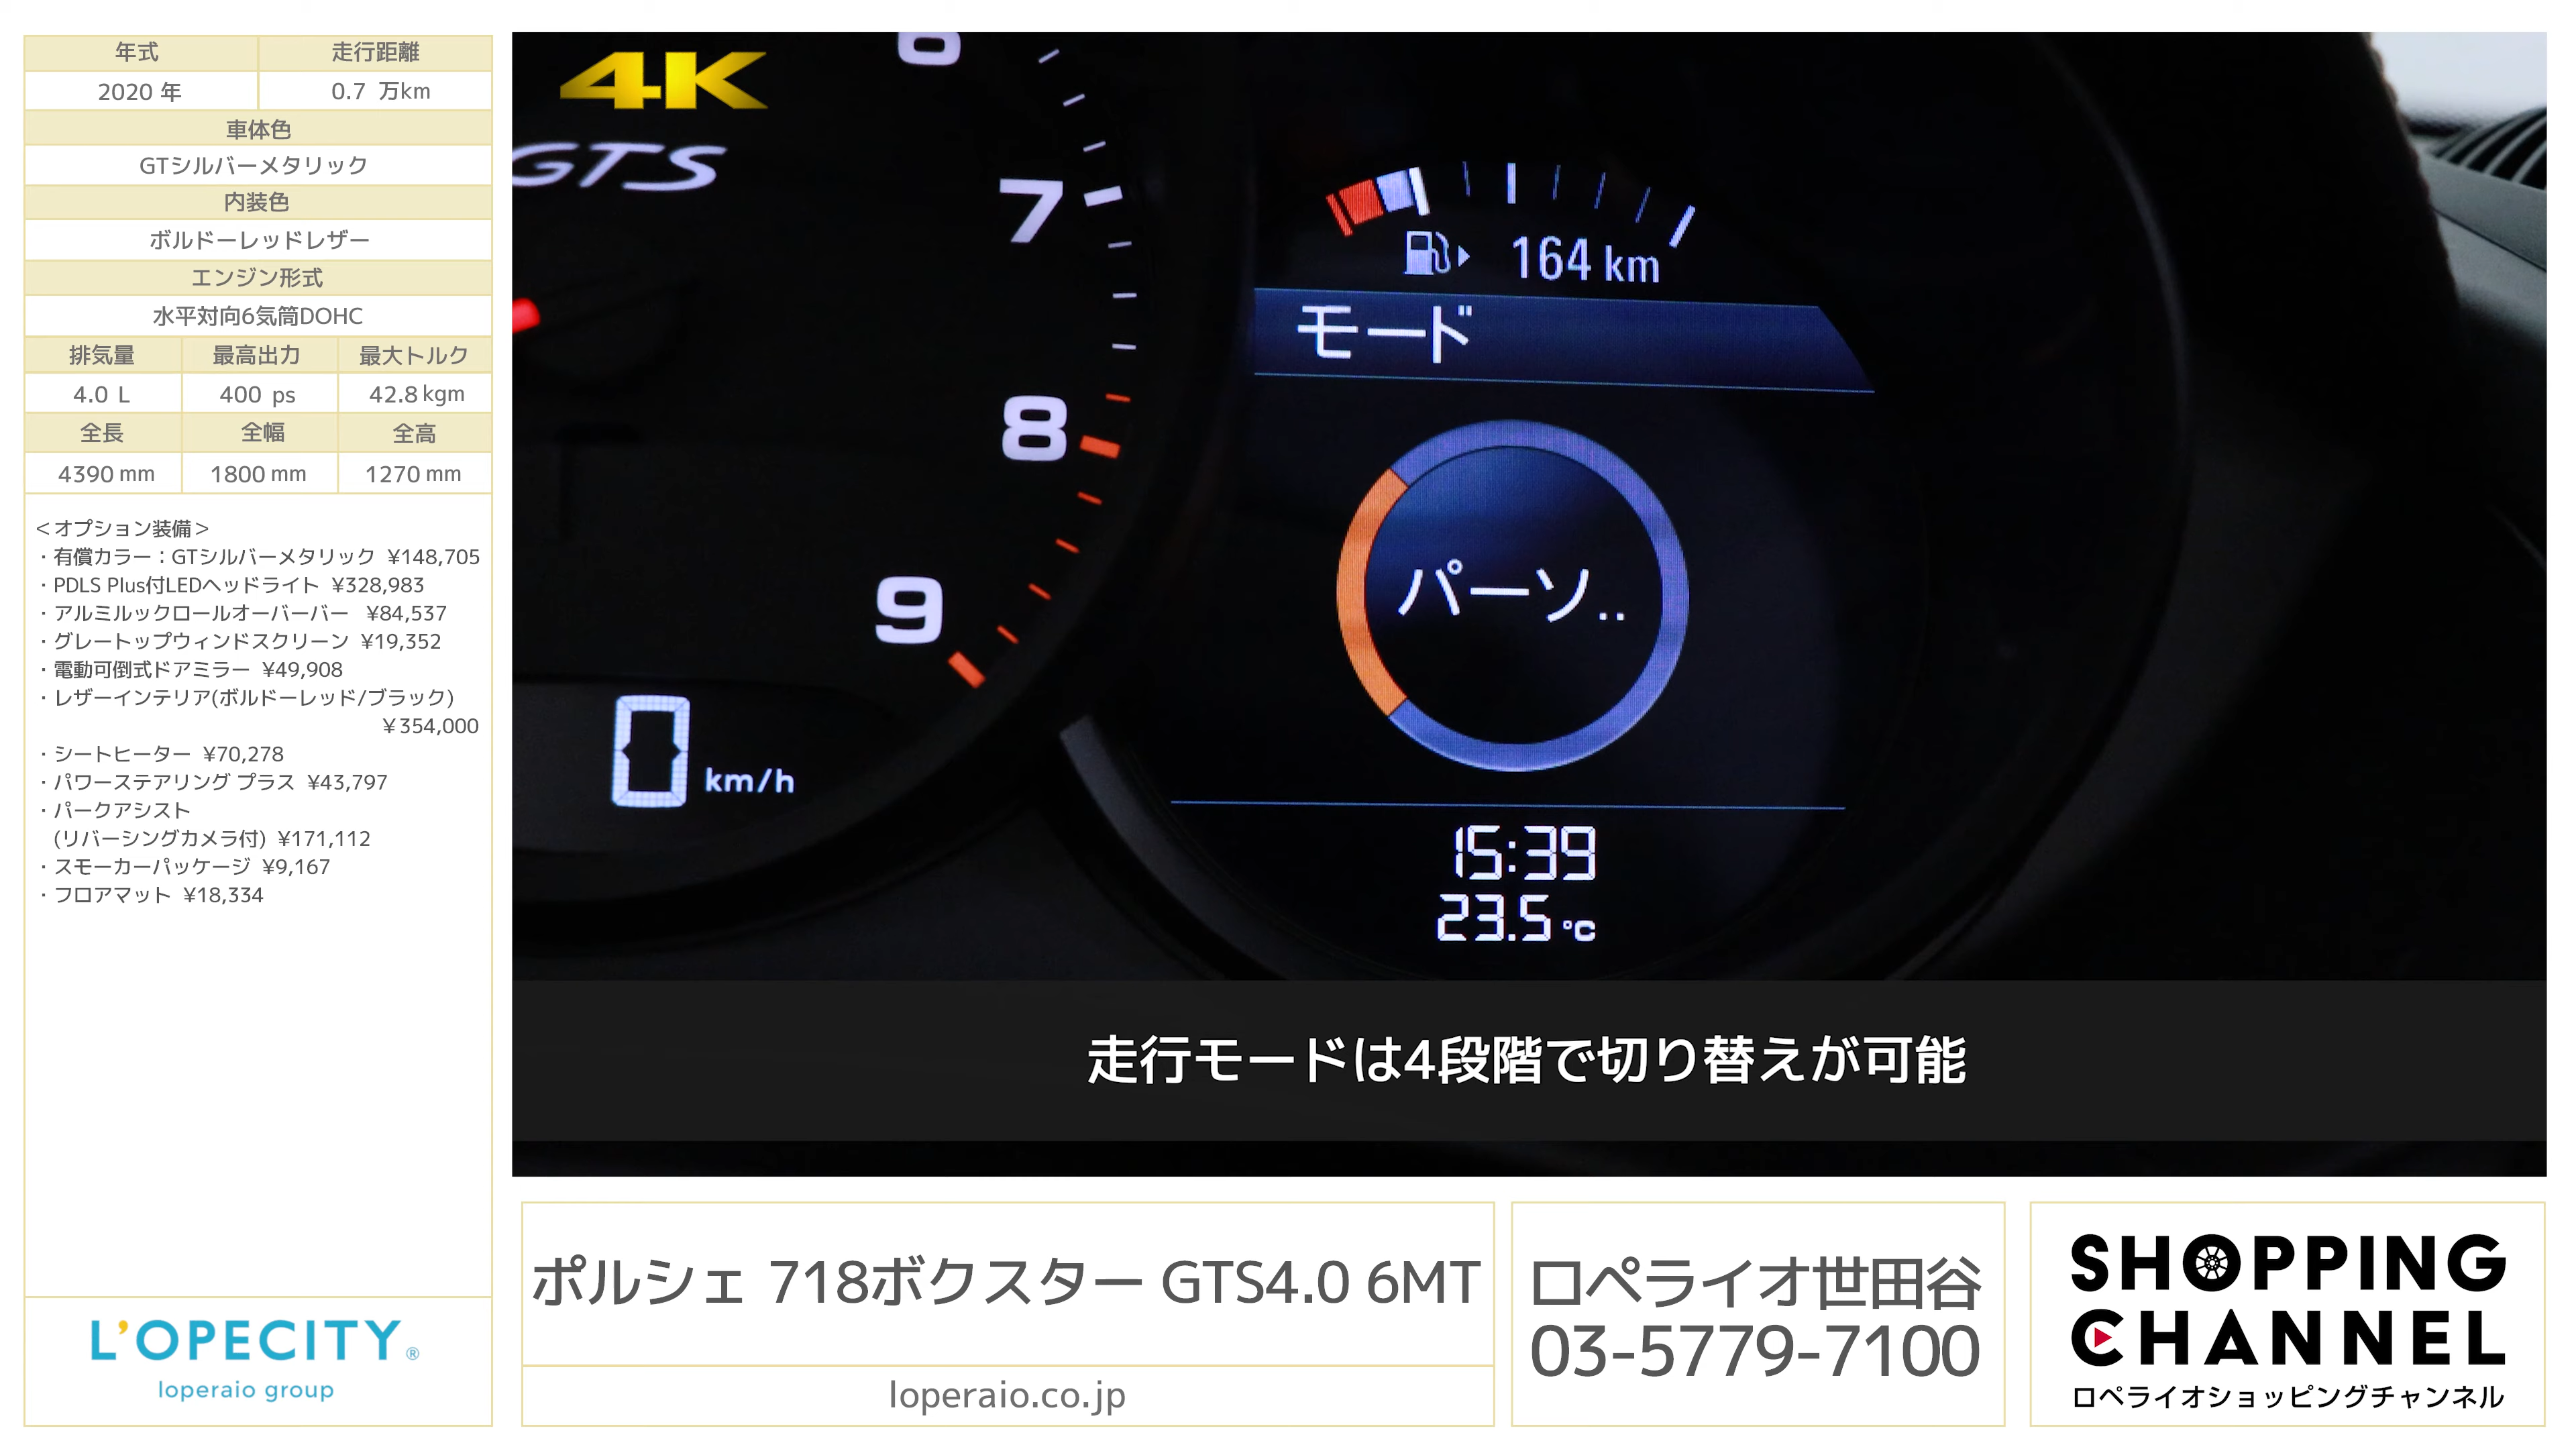 年式 走行距離
2020 年 0.7 万km
車体色
GTシルバーメタリック
内装色
ボルドーレッドレザー
エンジン形式
水平対向6気筒DOHC
排気量 最高出力 最大トルク
4.0 L 400 ps 42.8 kgm
全長 全幅 全高
4390 mm 1800 mm 1270 mm
＜オプション装備＞
・有償カラー：GTシルバーメタリック ¥148,705
・PDLS Plus付LEDヘッドライト ¥328,983
・アルミルックロールオーバーバー ¥84,537
・グレートップウィンドスクリーン ¥19,352
・電動可倒式ドアミラー ¥49,908
・レザーインテリア(ボルドーレッド/ブラック)
￥354,000
・シートヒーター ¥70,278
・パワーステアリング プラス ¥43,797
・パークアシスト
(リバーシングカメラ付) ¥171,112
・スモーカーパッケージ ¥9,167
・フロアマット ¥18,334
L'OPECITY®
loperaio group
4K
GTS
6
7
8
9
0 km/h
164 km
モード
パーソ..
15:39
23.5 °C
走行モードは4段階で切り替えが可能
ポルシェ 718ボクスター GTS4.0 6MT
loperaio.co.jp
ロペライオ世田谷
03-5779-7100
SHOPPING
CHANNEL
ロペライオショッピングチャンネル